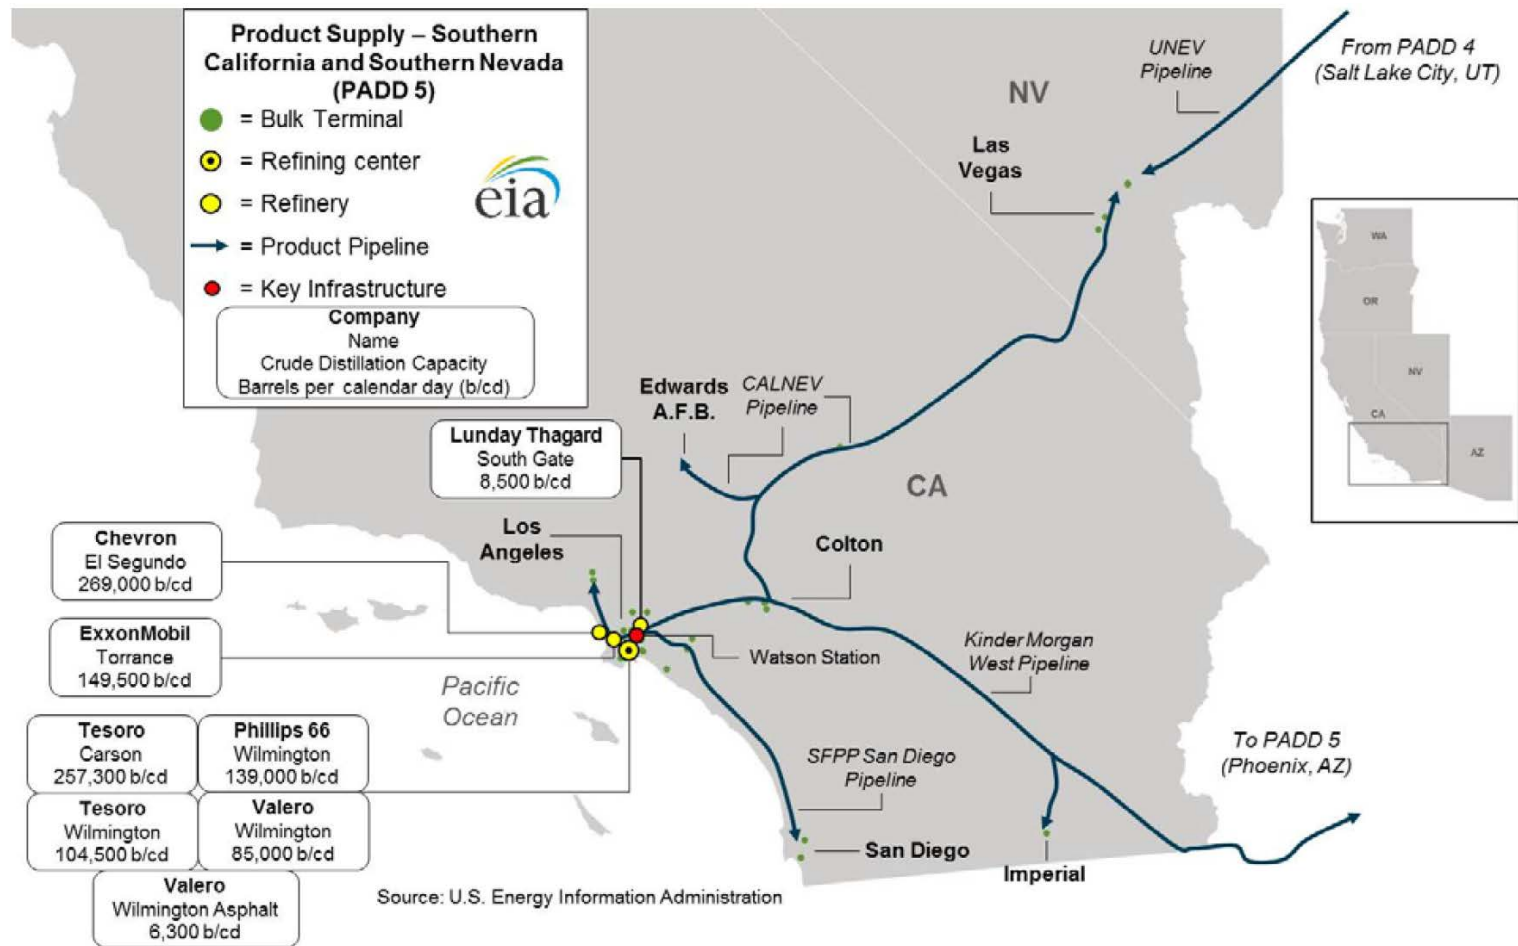 Product Supply – Southern
California and Southern Nevada
(PADD 5)
= Bulk Terminal
= Refining center
= Refinery
= Product Pipeline
= Key Infrastructure
eia
Company
Name
Crude Distillation Capacity
Barrels per calendar day (b/cd)
UNEV
Pipeline
From PADD 4
(Salt Lake City, UT)
NV
Las
Vegas
WA
OR
NV
CA
AZ
Edwards
A.F.B.
CALNEV
Pipeline
Lunday Thagard
South Gate
8,500 b/cd
CA
Los
Angeles
Colton
Chevron
El Segundo
269,000 b/cd
ExxonMobil
Torrance
149,500 b/cd
Watson Station
Kinder Morgan
West Pipeline
Pacific
Ocean
Tesoro
Carson
257,300 b/cd
Phillips 66
Wilmington
139,000 b/cd
SFPP San Diego
Pipeline
To PADD 5
(Phoenix, AZ)
Tesoro
Wilmington
104,500 b/cd
Valero
Wilmington
85,000 b/cd
San Diego
Imperial
Valero
Wilmington Asphalt
6,300 b/cd
Source: U.S. Energy Information Administration